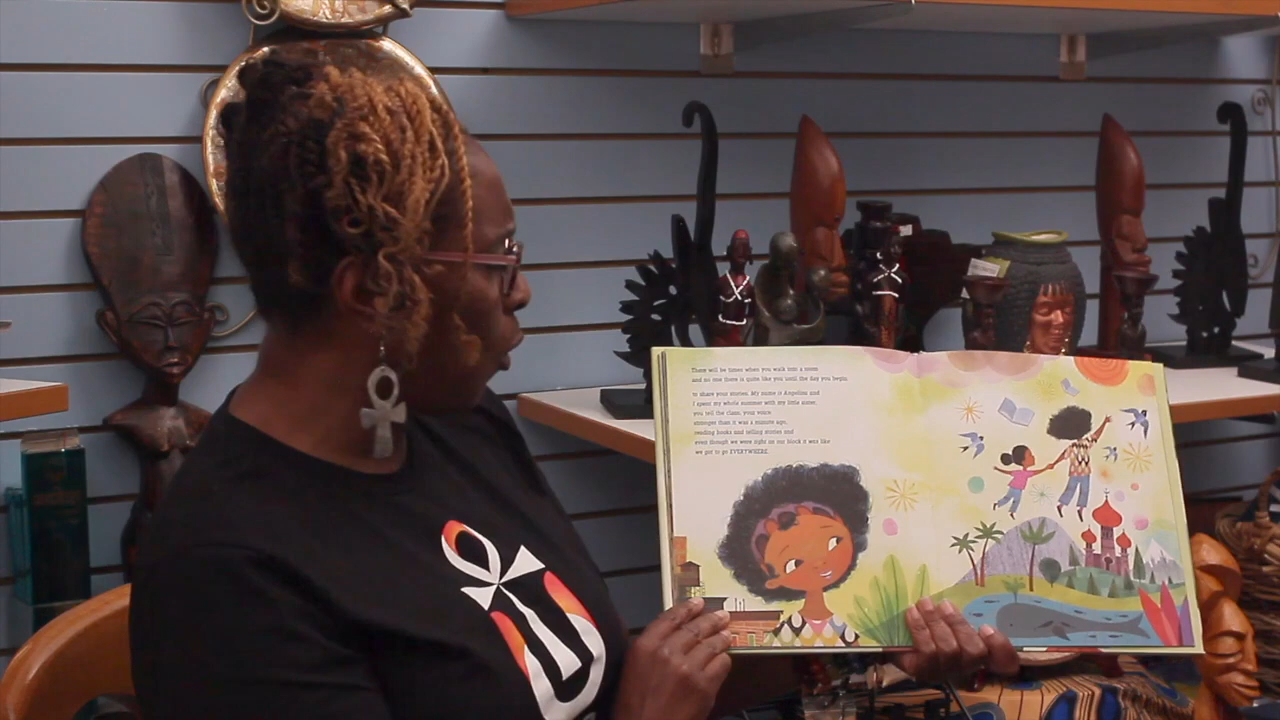 There will be times when you walk into a room
and no one there is quite like you until the day you begin
to share your stories. My name is Angelina and
I spent my whole summer with my little sister,
you tell the class, your voice
stronger than it was a minute ago,
reading books and telling stories and
even though we were right on our block it was like
we got to go EVERYWHERE.